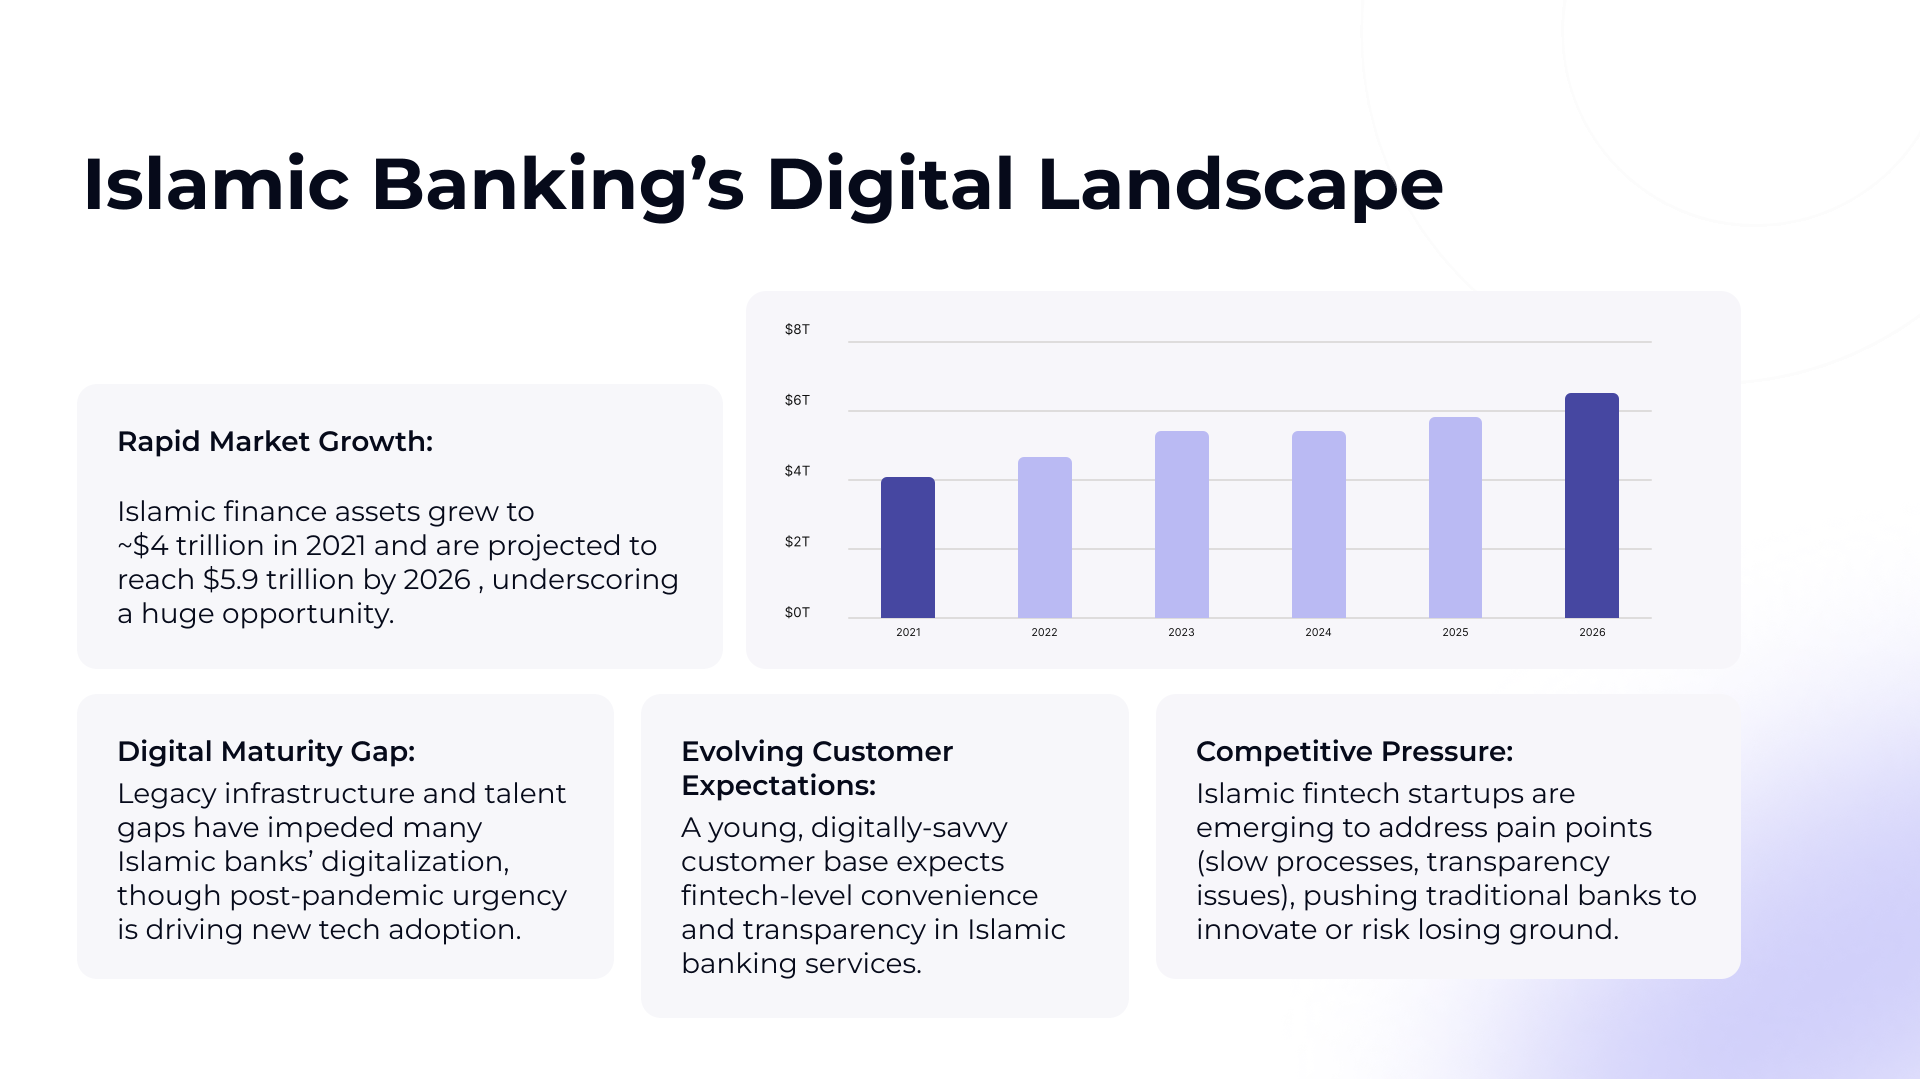 Islamic Banking’s Digital Landscape
Rapid Market Growth:
Islamic finance assets grew to
~$4 trillion in 2021 and are projected to
reach $5.9 trillion by 2026 , underscoring
a huge opportunity.
$8T
$6T
$4T
$2T
$0T
2021 2022 2023 2024 2025 2026
Digital Maturity Gap:
Legacy infrastructure and talent
gaps have impeded many
Islamic banks’ digitalization,
though post-pandemic urgency
is driving new tech adoption.
Evolving Customer
Expectations:
A young, digitally-savvy
customer base expects
fintech-level convenience
and transparency in Islamic
banking services.
Competitive Pressure:
Islamic fintech startups are
emerging to address pain points
(slow processes, transparency
issues), pushing traditional banks to
innovate or risk losing ground.